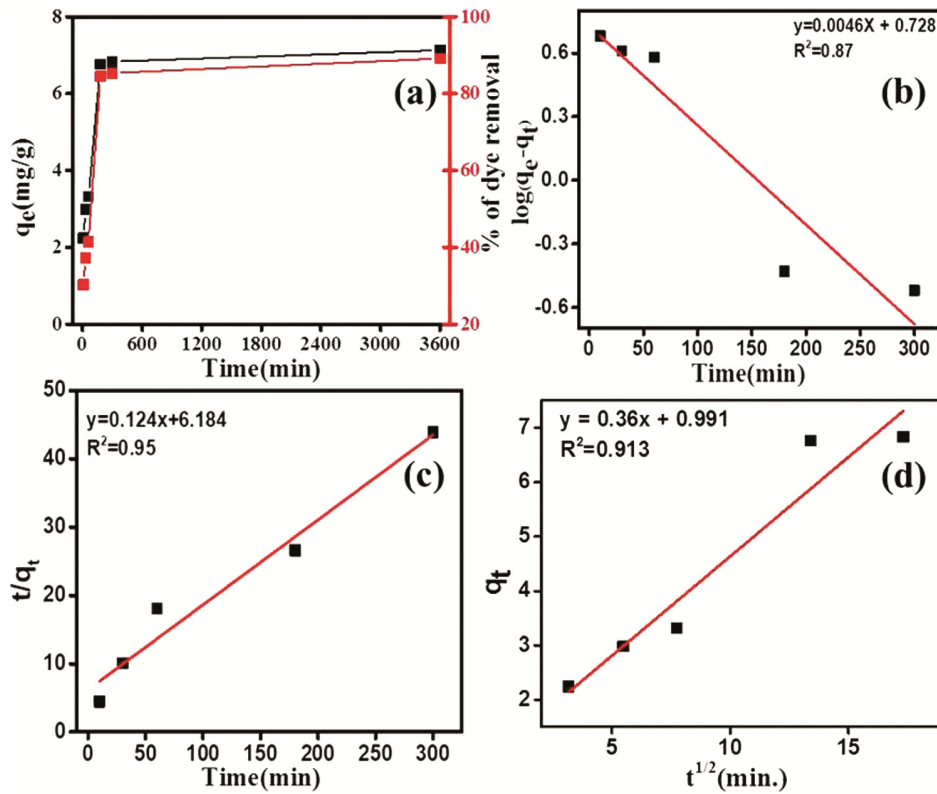 (a)
qe(mg/g)
8
6
4
2
0
0 600 1200 1800 2400 3000 3600
Time(min)
100
80
60
40
20
% of dye removal
y=0.0046X + 0.728
R²=0.87
(b)
log(qe-qt)
0.6
0.3
0.0
-0.3
-0.6
0 50 100 150 200 250 300
Time(min)
y=0.124x+6.184
R²=0.95
(c)
t/qt
50
40
30
20
10
0
0 50 100 150 200 250 300
Time(min)
y = 0.36x + 0.991
R²=0.913
(d)
qt
7
6
5
4
3
2
5 10 15
t^1/2(min.)